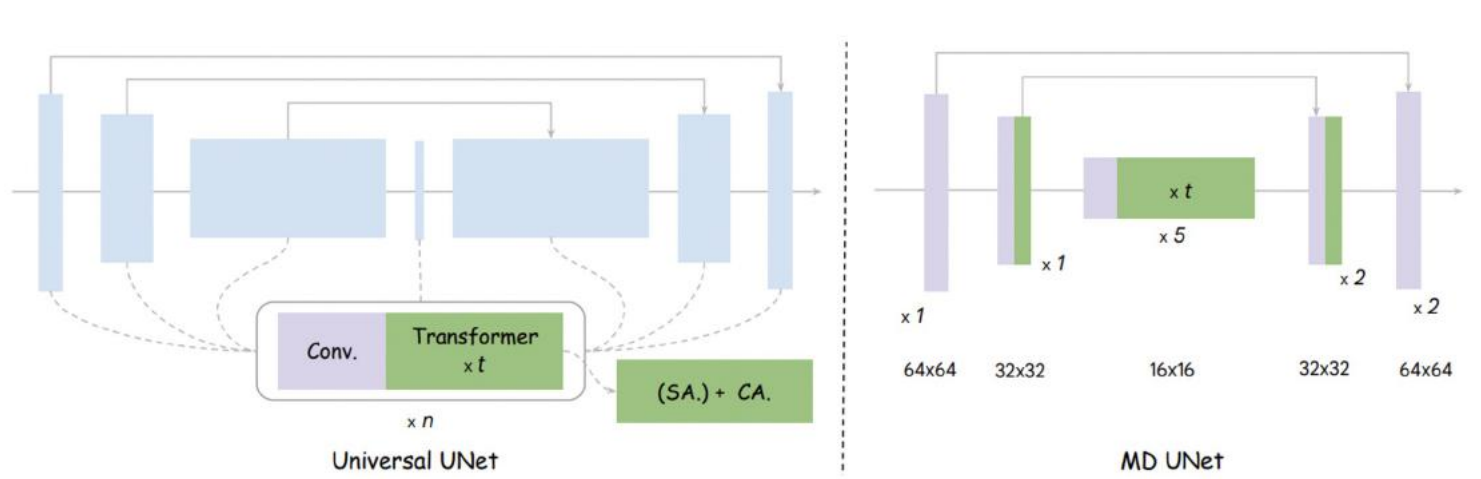 Conv.
Transformer
x t
(SA.) + CA.
x n
Universal UNet
x t
x 5
x 1
x 2
x 1
x 2
64x64 32x32 16x16 32x32 64x64
MD UNet